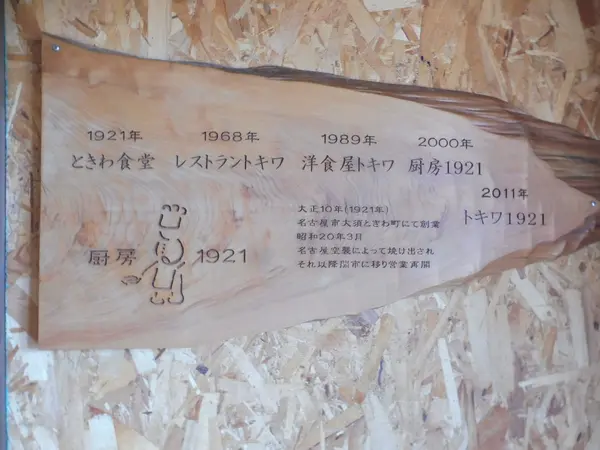 1921年
ときわ食堂
1968年
レストラントキワ
1989年
洋食屋トキワ
2000年
厨房1921
2011年
トキワ1921
厨房 1921
大正10年(1921年)
名古屋市大須ときわ町にて創業
昭和20年3月
名古屋空襲によって焼け出され
それ以降関市に移り営業再開